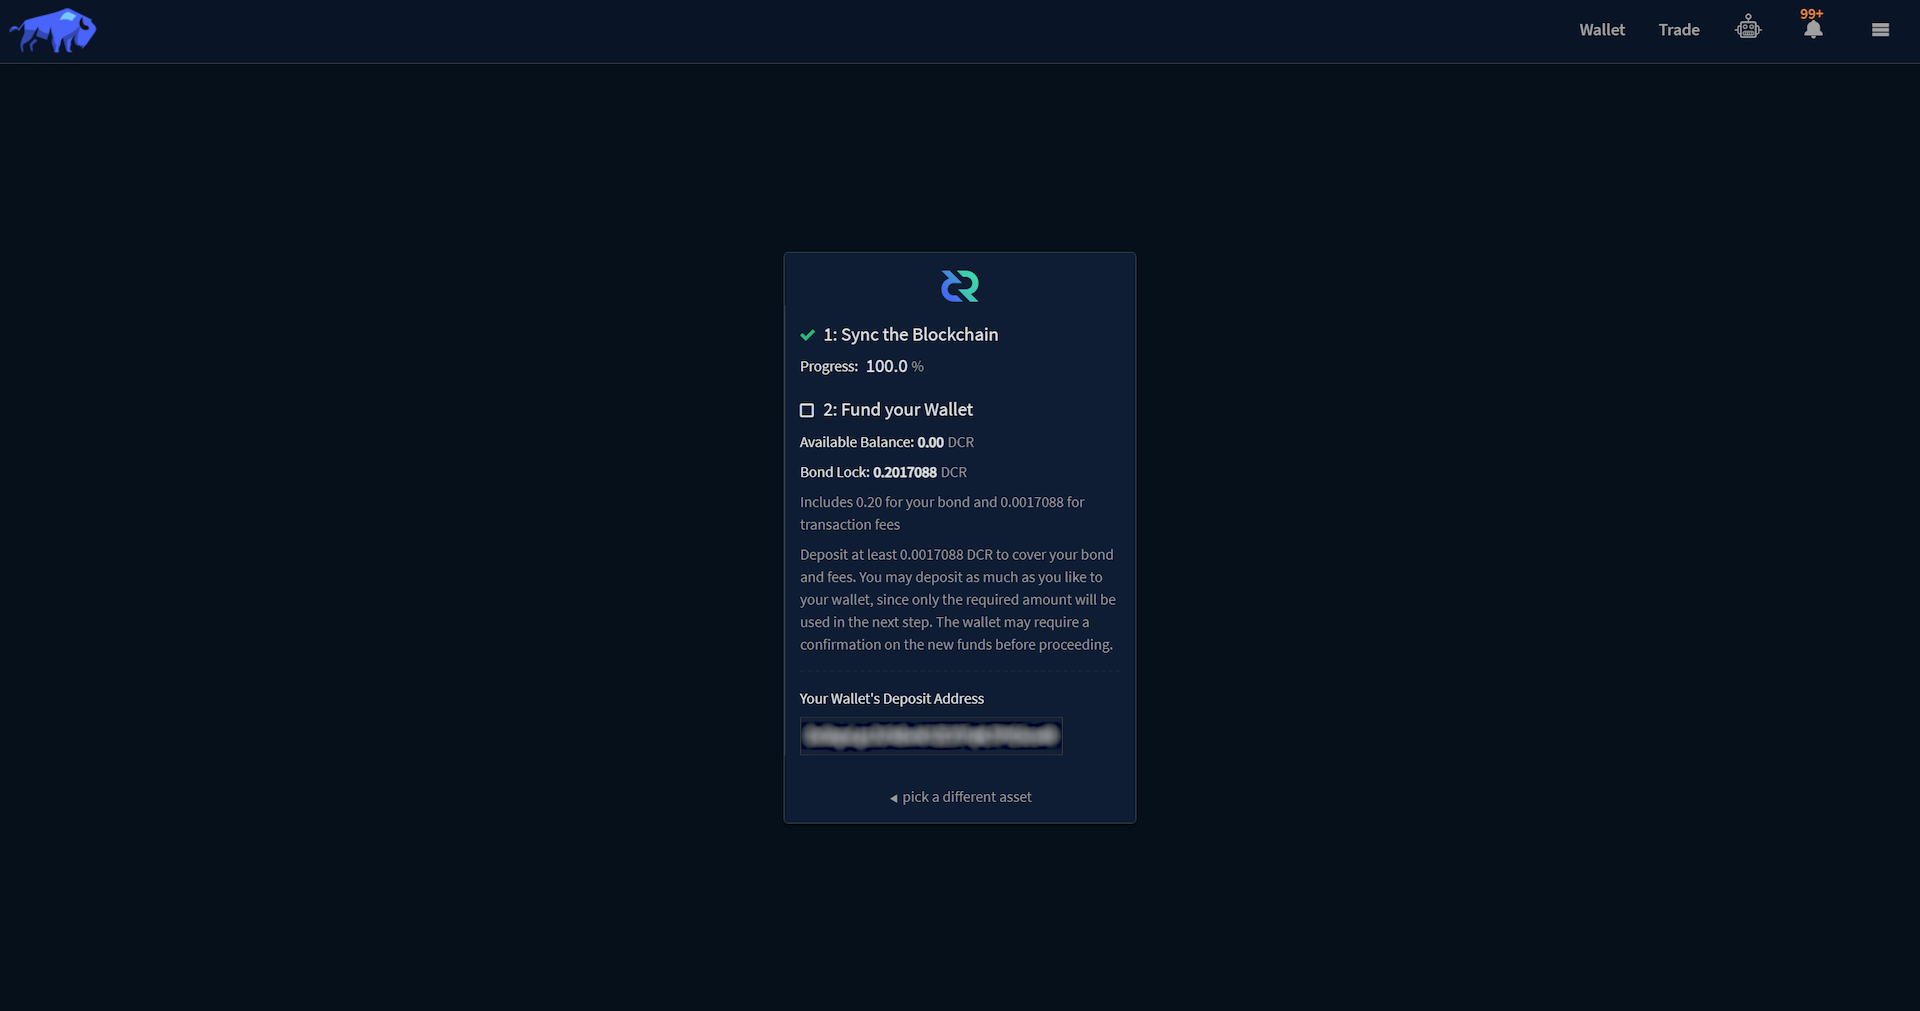 Wallet Trade 99+
1: Sync the Blockchain
Progress: 100.0 %
2: Fund your Wallet
Available Balance: 0.00 DCR
Bond Lock: 0.2017088 DCR
Includes 0.20 for your bond and 0.0017088 for
transaction fees
Deposit at least 0.0017088 DCR to cover your bond
and fees. You may deposit as much as you like to
your wallet, since only the required amount will be
used in the next step. The wallet may require a
confirmation on the new funds before proceeding.
Your Wallet's Deposit Address
◂ pick a different asset